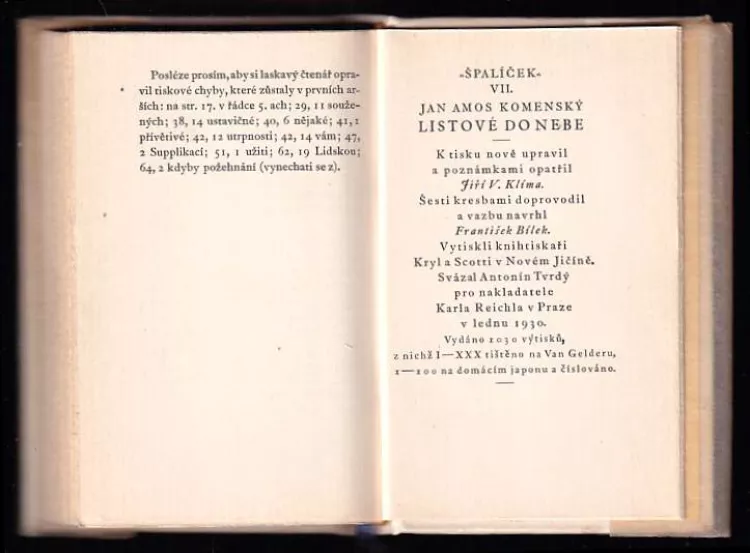 Posléze prosím, aby si laskavý čtenář opra-
vil tiskové chyby, které zůstaly v prvních ar-
ších: na str. 17. v řádce 5. ach; 29, 11 souže-
ných; 38, 14 ustavičné; 40, 6 nějaké; 41, 1
přívětivé; 42, 12 utrpnosti; 42, 14 vám; 47,
2 Supplikací; 51, 1 užiti; 62, 19 Lidskou;
64, 2 kdyby požehnání (vynechati se z).
»ŠPALÍČEK«
VII.
JAN AMOS KOMENSKÝ
LISTOVÉ DO NEBE
K tisku nově upravil
a poznámkami opatřil
Jiří V. Klíma.
Šesti kresbami doprovodil
a vazbu navrhl
František Bílek.
Vytiskli knihtiskaři
Kryl a Scotti v Novém Jičíně.
Svázal Antonín Tvrdý
pro nakladatele
Karla Reichla v Praze
v lednu 1930.
Vydáno 1030 výtisků,
z nichž I—XXX tištěno na Van Gelderu,
1—100 na domácím japonu a číslováno.